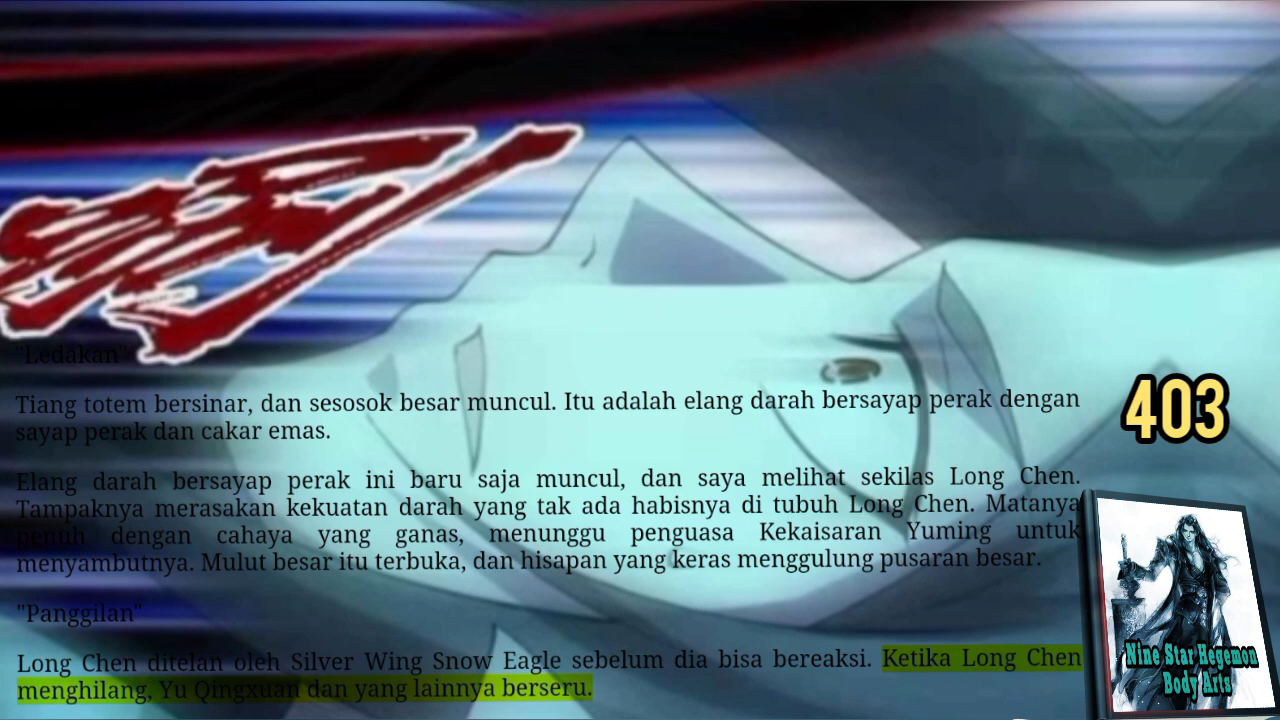 "Ledakan"
Tiang totem bersinar, dan sesosok besar muncul. Itu adalah elang darah bersayap perak dengan
sayap perak dan cakar emas.
Elang darah bersayap perak ini baru saja muncul, dan saya melihat sekilas Long Chen.
Tampaknya merasakan kekuatan darah yang tak ada habisnya di tubuh Long Chen. Matanya
penuh dengan cahaya yang ganas, menunggu penguasa Kekaisaran Yuming untuk
menyambutnya. Mulut besar itu terbuka, dan hisapan yang keras menggulung pusaran besar.
"Panggilan"
Long Chen ditelan oleh Silver Wing Snow Eagle sebelum dia bisa bereaksi. Ketika Long Chen
menghilang, Yu Qingxuan dan yang lainnya berseru.
403
Nine Star Hegemon
Body Arts